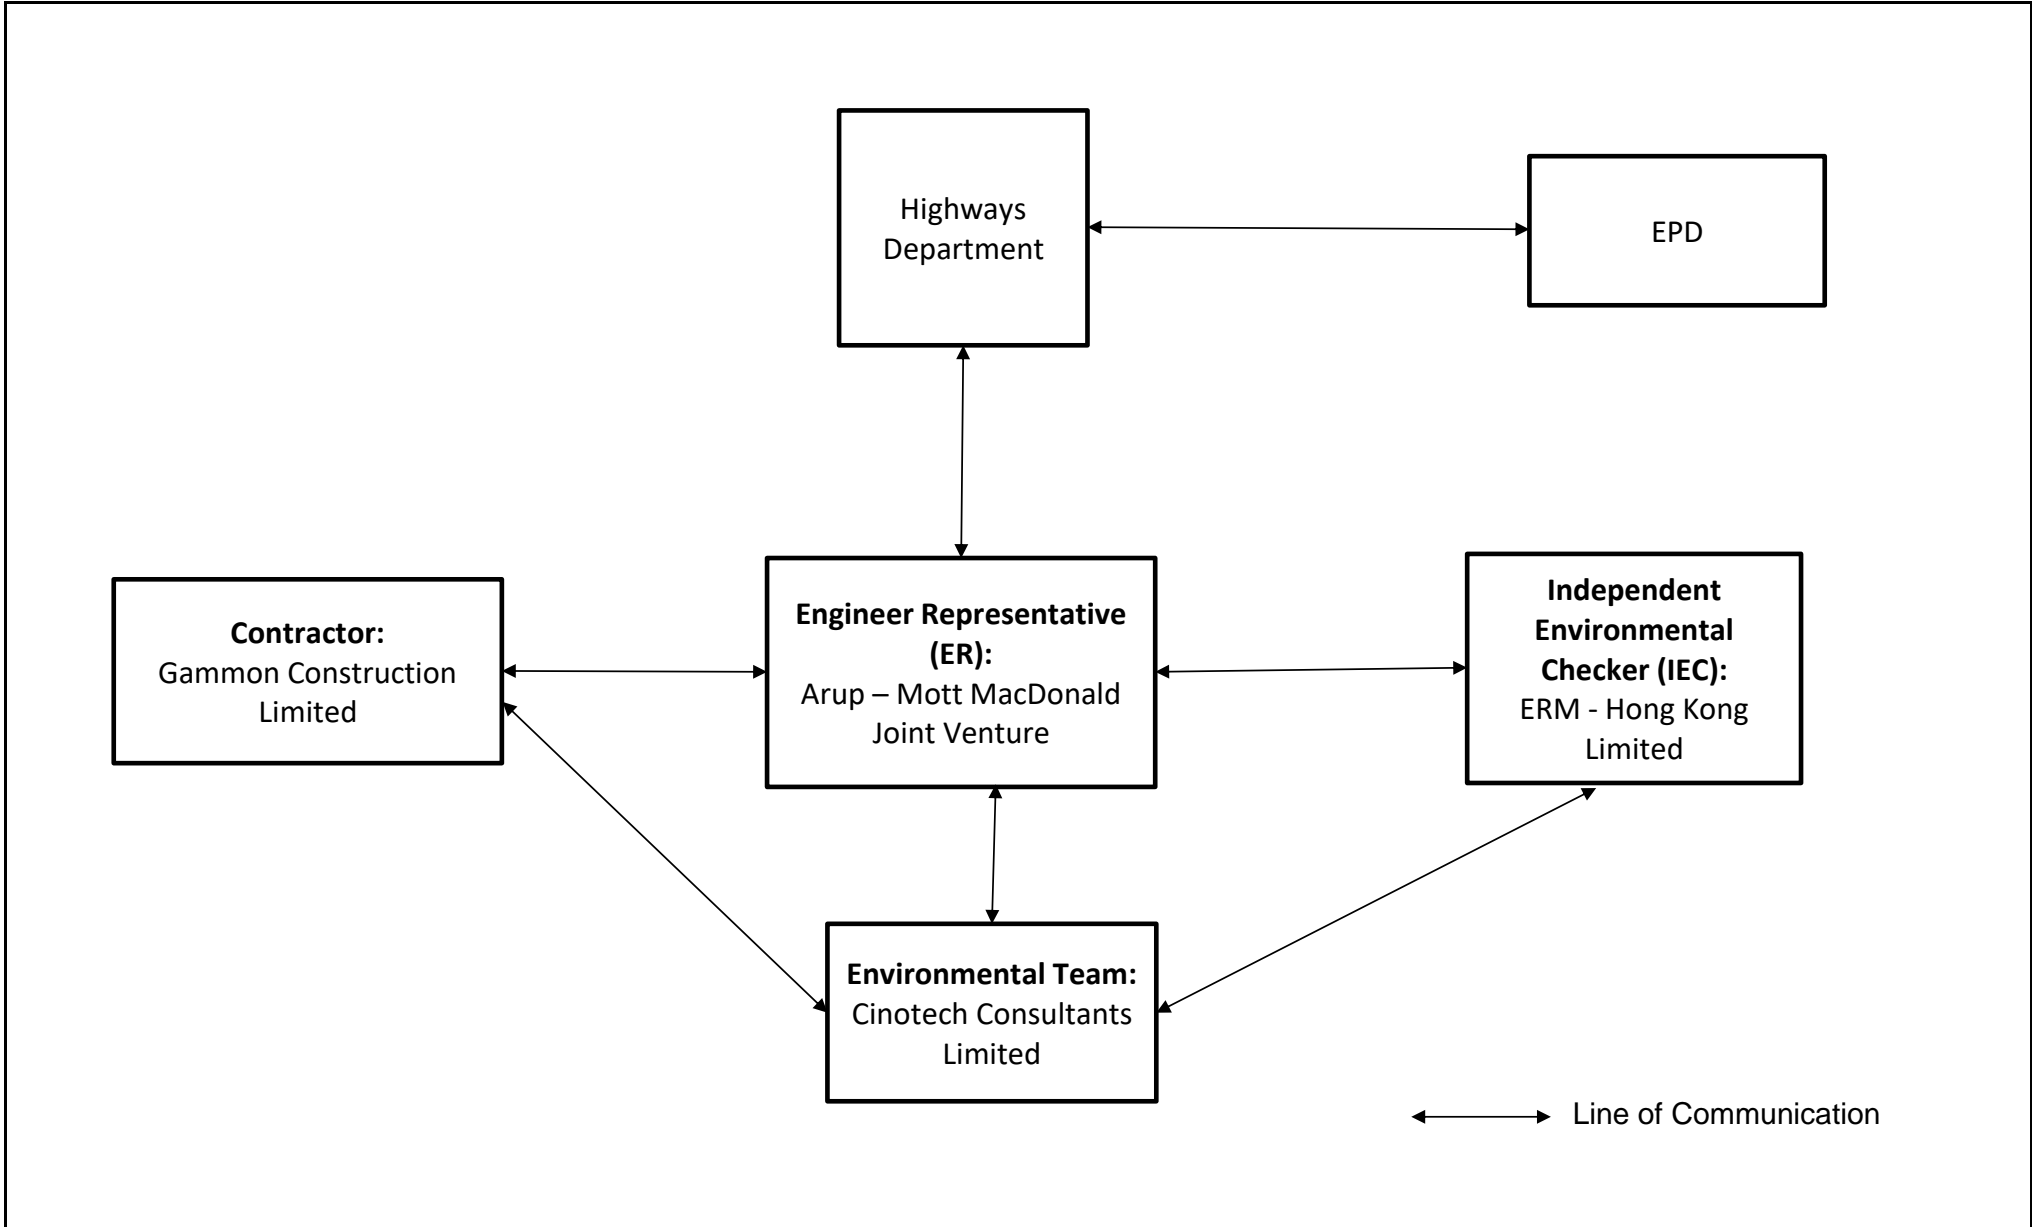 Highways
Department
EPD
Contractor:
Gammon Construction
Limited
Engineer Representative
(ER):
Arup – Mott MacDonald
Joint Venture
Independent
Environmental
Checker (IEC):
ERM - Hong Kong
Limited
Environmental Team:
Cinotech Consultants
Limited
Line of Communication